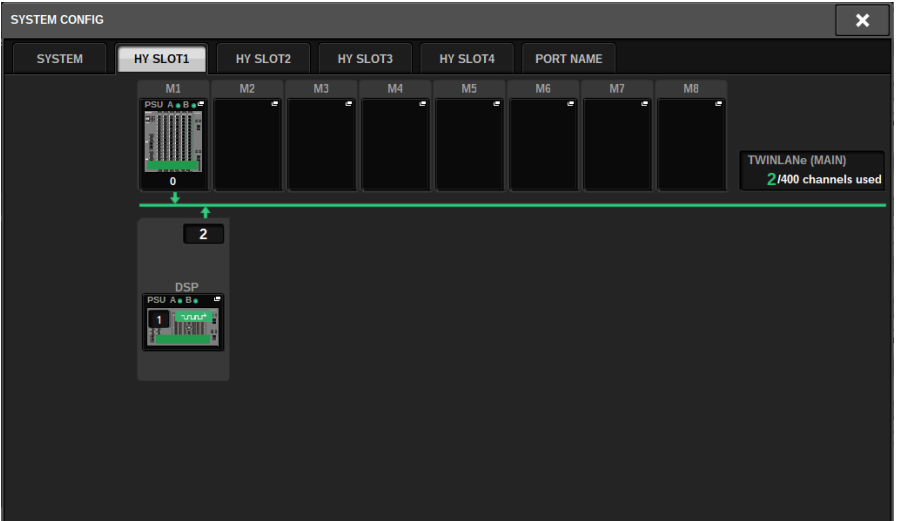 SYSTEM CONFIG
SYSTEM HY SLOT1 HY SLOT2 HY SLOT3 HY SLOT4 PORT NAME
M1 M2 M3 M4 M5 M6 M7 M8
PSU A B
0
TWINLANe (MAIN)
2/400 channels used
2
DSP
PSU A B
1